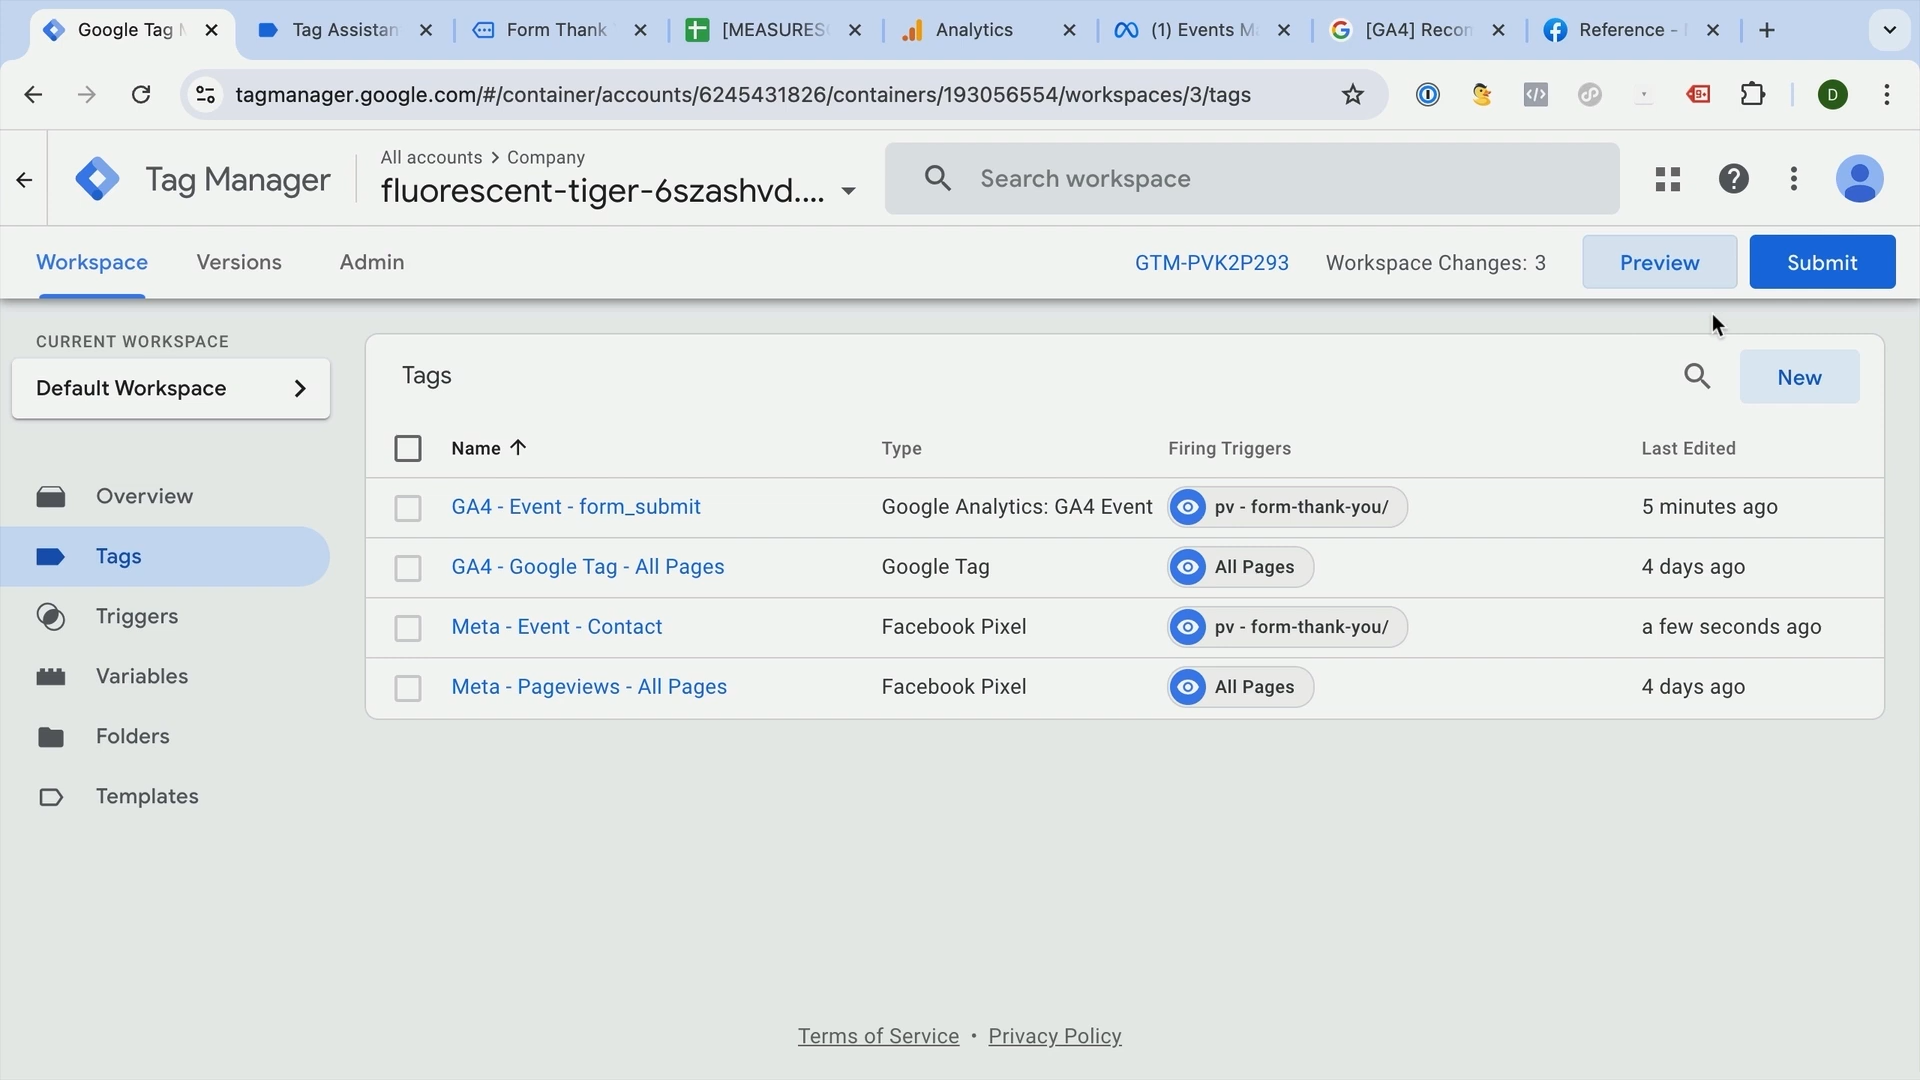 Google Tag M
Tag Assistan
Form Thank
[MEASURES
Analytics
(1) Events M
[GA4] Recom
Reference -
tagmanager.google.com/#/container/accounts/6245431826/containers/193056554/workspaces/3/tags
D
Tag Manager
All accounts > Company
fluorescent-tiger-6szashvd....
Search workspace
Workspace
Versions
Admin
GTM-PVK2P293
Workspace Changes: 3
Preview
Submit
CURRENT WORKSPACE
Default Workspace
Overview
Tags
Triggers
Variables
Folders
Templates
Tags
New
Name Type Firing Triggers Last Edited
GA4 - Event - form_submit Google Analytics: GA4 Event pv - form-thank-you/ 5 minutes ago
GA4 - Google Tag - All Pages Google Tag All Pages 4 days ago
Meta - Event - Contact Facebook Pixel pv - form-thank-you/ a few seconds ago
Meta - Pageviews - All Pages Facebook Pixel All Pages 4 days ago
Terms of Service • Privacy Policy